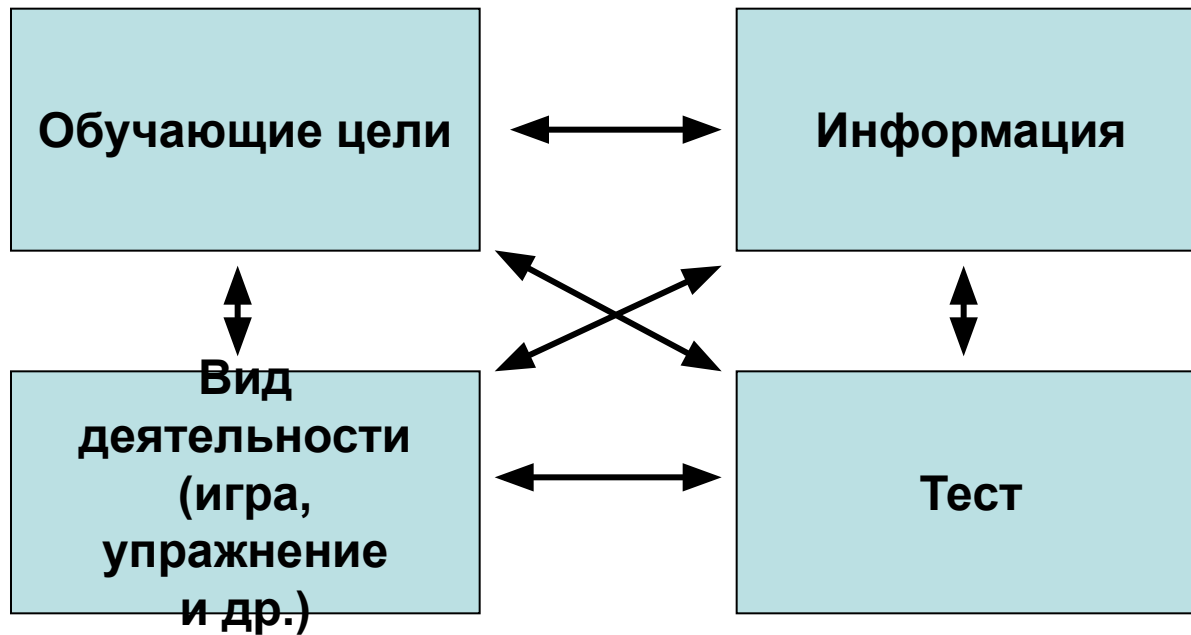 Обучающие цели
Информация
Вид
деятельности
(игра,
упражнение
и др.)
Тест